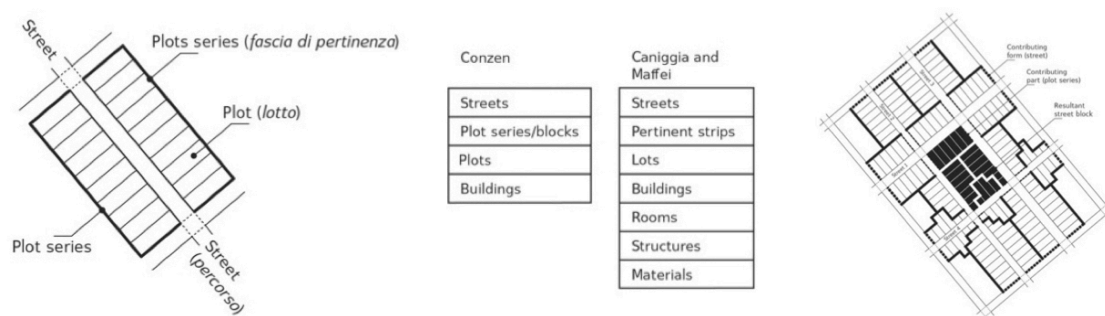 Street
Plots series (fascia di pertinenza)
Plot (lotto)
Plot series
Street
(percorso)
Conzen
Streets
Plot series/blocks
Plots
Buildings
Caniggia and
Maffei
Streets
Pertinent strips
Lots
Buildings
Rooms
Structures
Materials
Contributing
form (street)
Contributing
part (plot series)
Resultant
street block